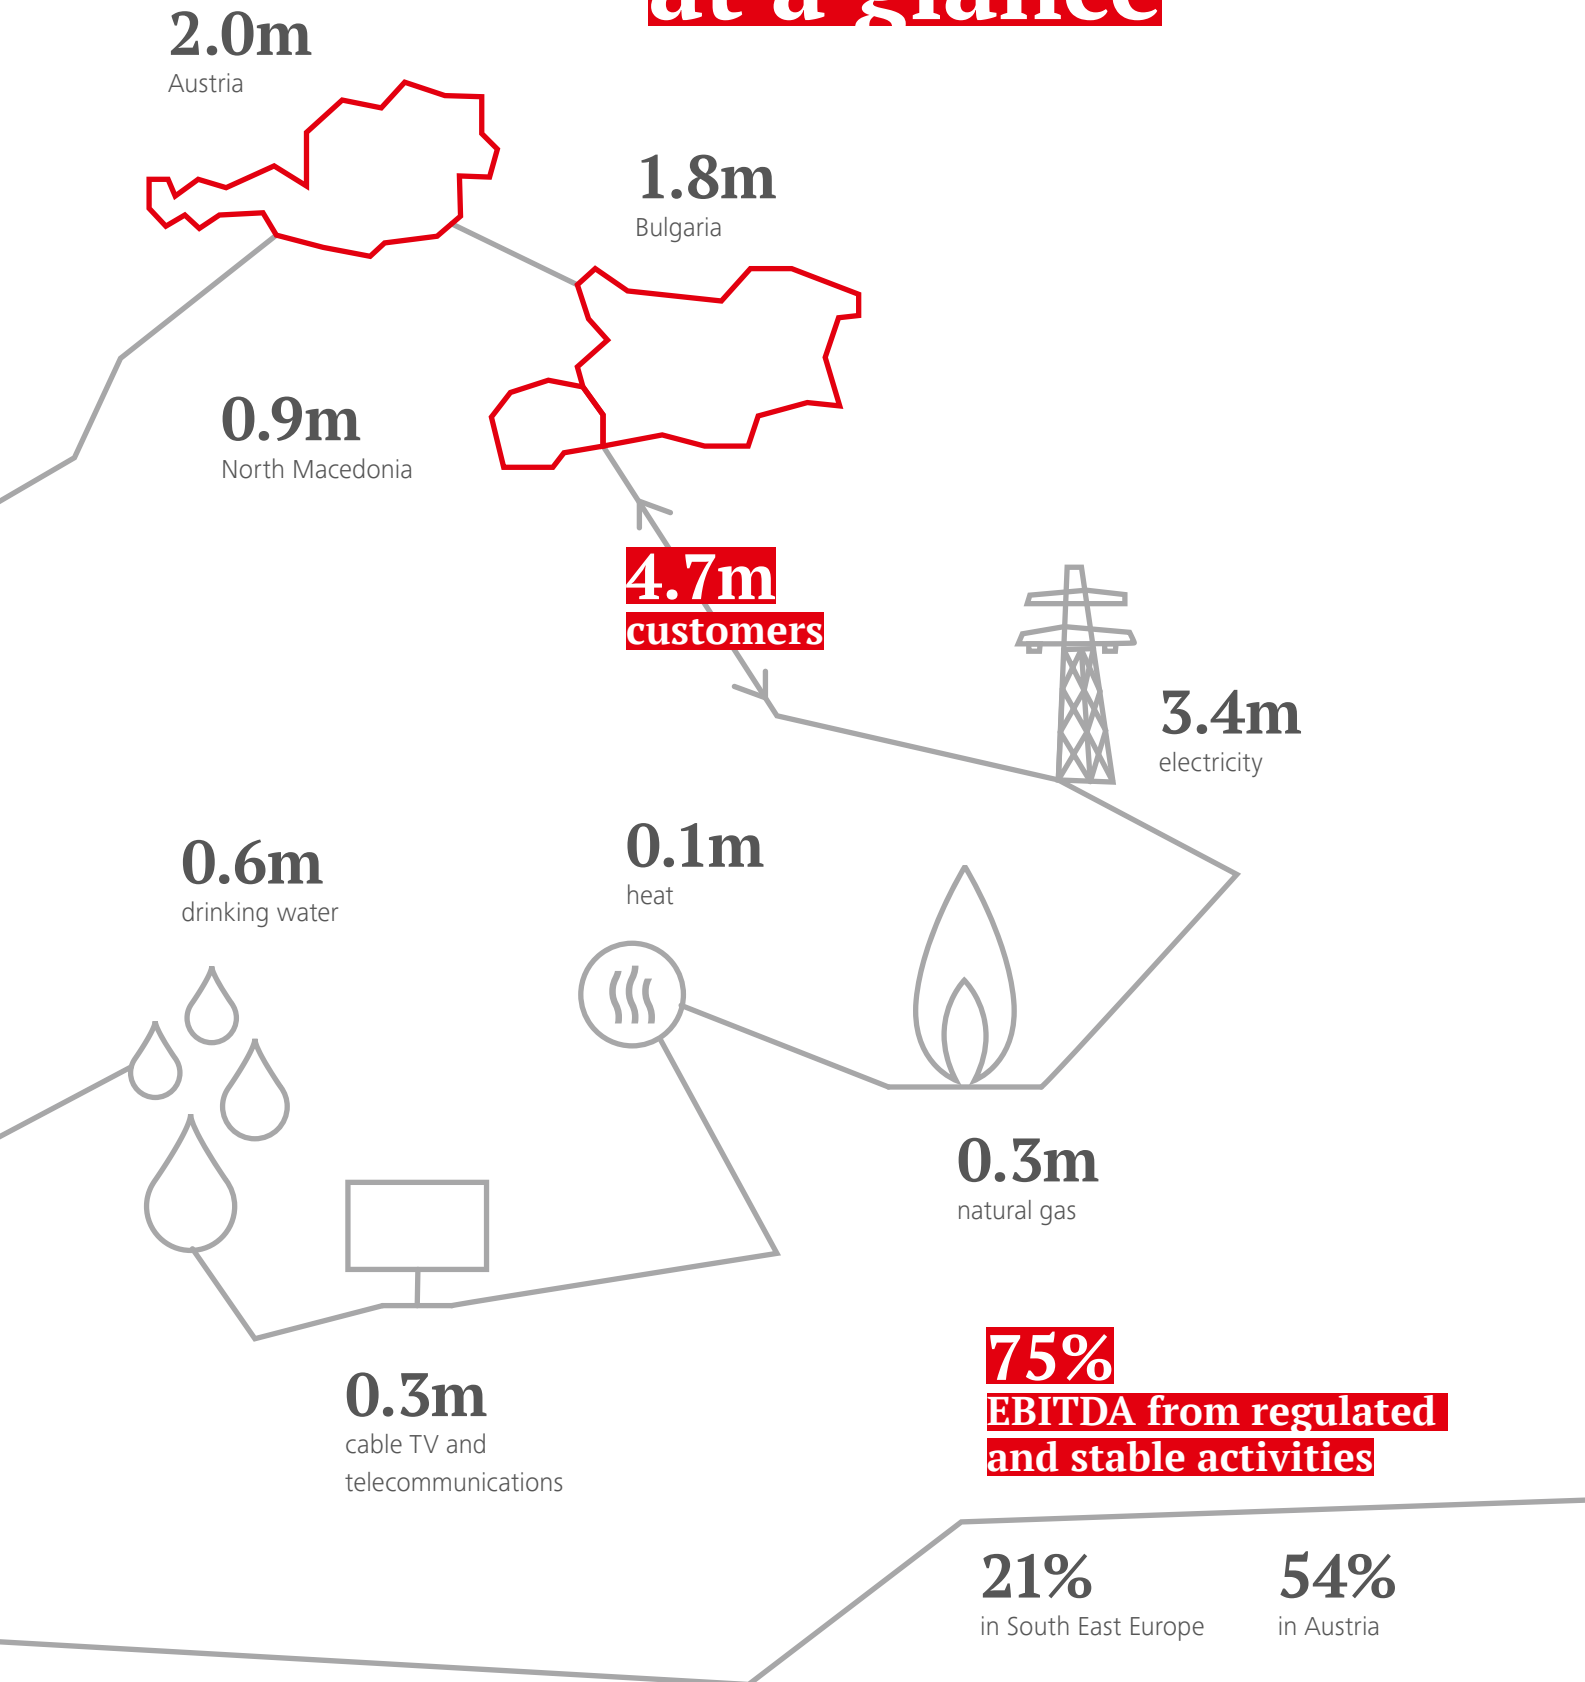 at a glance
2.0m
Austria
1.8m
Bulgaria
0.9m
North Macedonia
4.7m
customers
3.4m
electricity
0.6m
drinking water
0.1m
heat
0.3m
natural gas
0.3m
cable TV and
telecommunications
75%
EBITDA from regulated
and stable activities
21%
in South East Europe
54%
in Austria